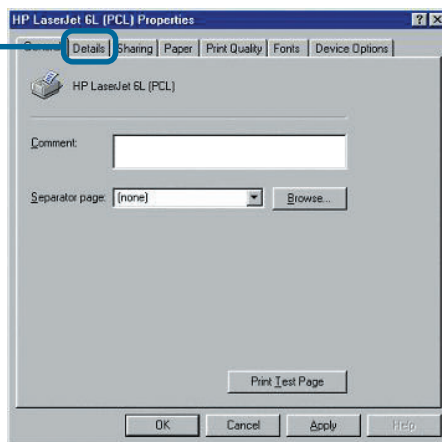 HP LaserJet 6L (PCL) Properties
General Details Sharing Paper Print Quality Fonts Device Options
HP LaserJet 6L (PCL)
Comment:
Separator page: (none) Browse...
Print Test Page
OK Cancel Apply Help